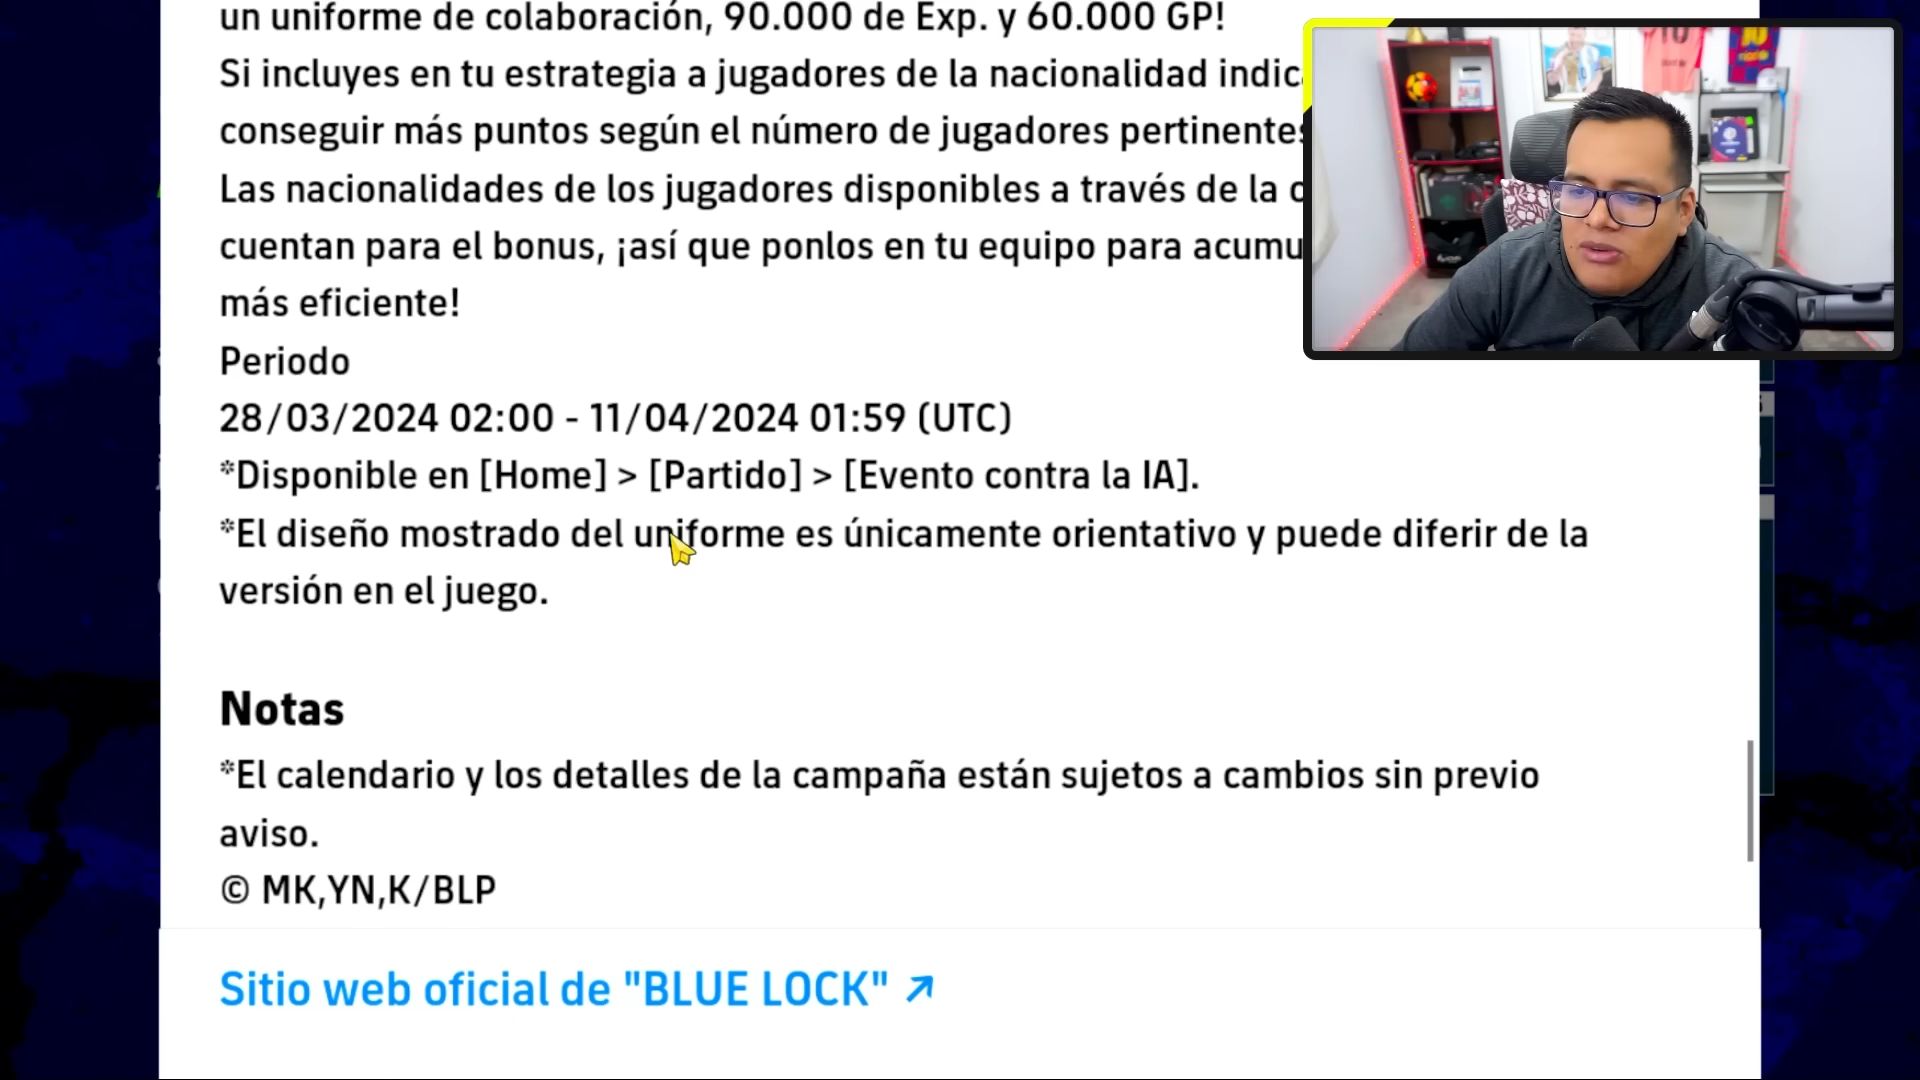 un uniforme de colaboración, 90.000 de Exp. y 60.000 GP!
Si incluyes en tu estrategia a jugadores de la nacionalidad indic
conseguir más puntos según el número de jugadores pertinentes
Las nacionalidades de los jugadores disponibles a través de la
cuentan para el bonus, ¡así que ponlos en tu equipo para acumu
más eficiente!
Periodo
28/03/2024 02:00 - 11/04/2024 01:59 (UTC)
*Disponible en [Home] > [Partido] > [Evento contra la IA].
*El diseño mostrado del uniforme es únicamente orientativo y puede diferir de la
versión en el juego.
Notas
*El calendario y los detalles de la campaña están sujetos a cambios sin previo
aviso.
© MK,YN,K/BLP
Sitio web oficial de "BLUE LOCK" ↗
10
10